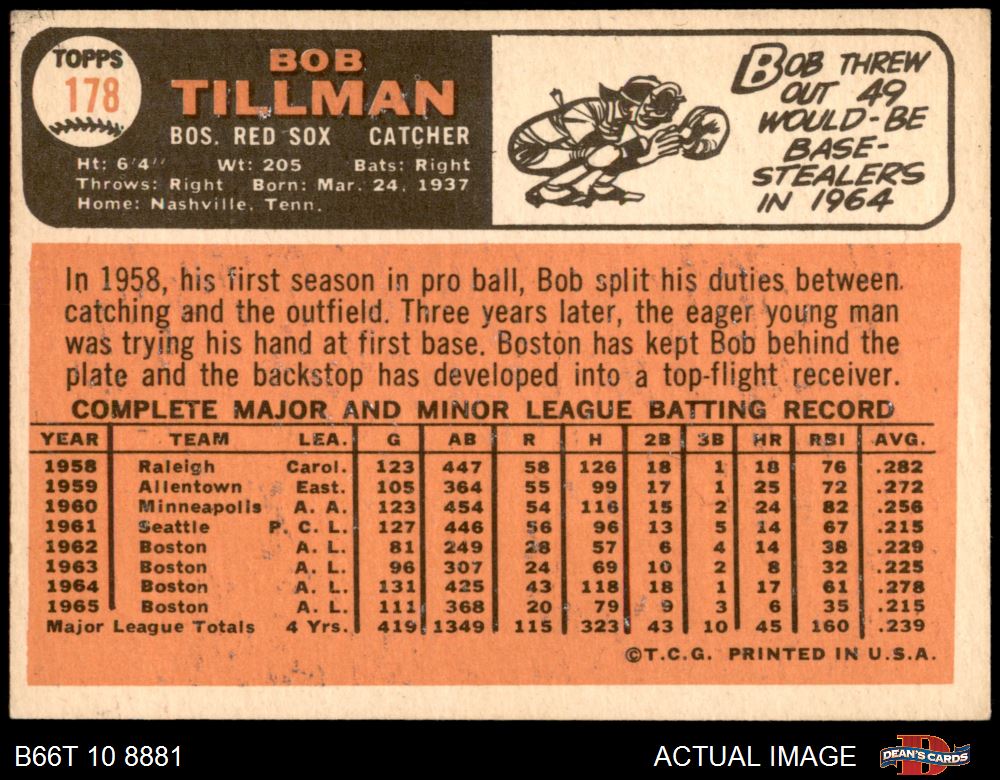 TOPPS
178
BOB
TILLMAN
BOS. RED SOX CATCHER
Ht: 6'4" Wt: 205 Bats: Right
Throws: Right Born: Mar. 24, 1937
Home: Nashville, Tenn.
BOB THREW
OUT 49
WOULD-BE
BASE-
STEALERS
IN 1964
In 1958, his first season in pro ball, Bob split his duties between
catching and the outfield. Three years later, the eager young man
was trying his hand at first base. Boston has kept Bob behind the
plate and the backstop has developed into a top-flight receiver.
COMPLETE MAJOR AND MINOR LEAGUE BATTING RECORD
YEAR TEAM LEA. G AB R H 2B 3B HR RBI AVG.
1958 Raleigh Carol. 123 447 58 126 18 1 18 76 .282
1959 Allentown East. 105 364 55 99 17 1 25 72 .272
1960 Minneapolis A. A. 123 454 54 116 15 2 24 82 .256
1961 Seattle P. C. L. 127 446 56 96 13 5 14 67 .215
1962 Boston A. L. 81 249 28 57 6 4 14 38 .229
1963 Boston A. L. 96 307 24 69 10 2 8 32 .225
1964 Boston A. L. 131 425 43 118 18 1 17 61 .278
1965 Boston A. L. 111 368 20 79 9 3 6 35 .215
Major League Totals 4 Yrs. 419 1349 115 323 43 10 45 160 .239
©T.C.G. PRINTED IN U.S.A.
B66T 10 8881
ACTUAL IMAGE
DEAN'S CARDS